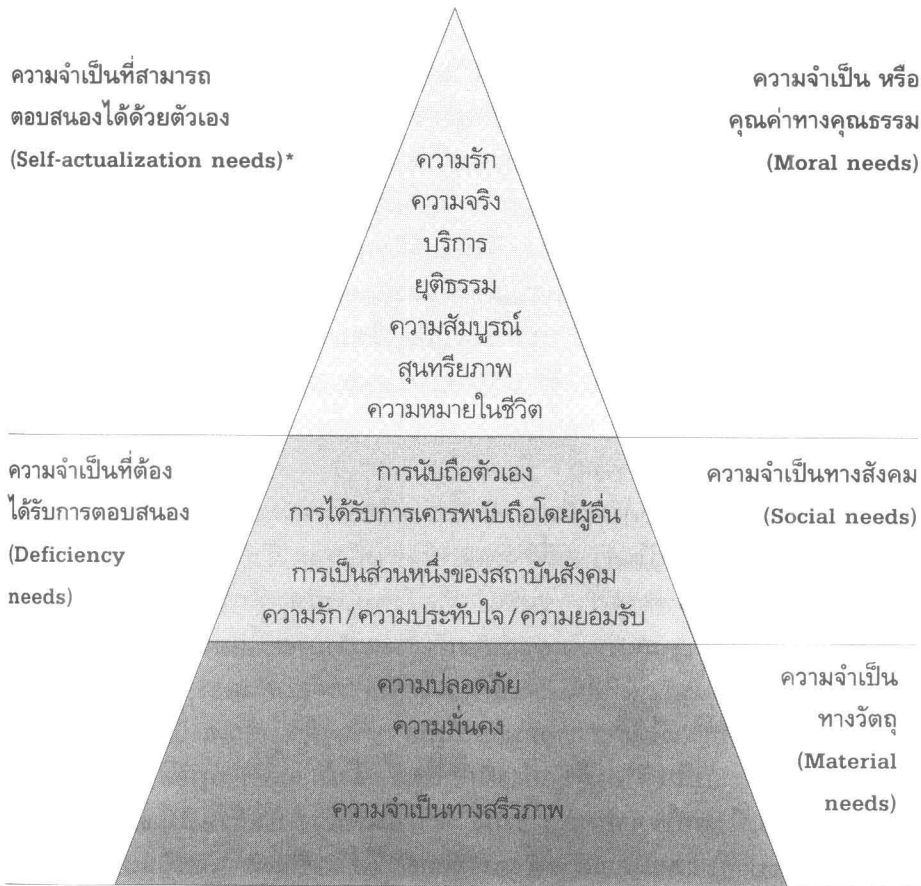 ความจำเป็นที่สามารถ
ตอบสนองได้ด้วยตัวเอง
(Self-actualization needs)*
ความจำเป็น หรือ
คุณค่าทางคุณธรรม
(Moral needs)
ความรัก
ความจริง
บริการ
ยุติธรรม
ความสัมบูรณ์
สุนทรียภาพ
ความหมายในชีวิต
ความจำเป็นที่ต้อง
ได้รับการตอบสนอง
(Deficiency
needs)
การนับถือตัวเอง
การได้รับการเคารพนับถือโดยผู้อื่น
การเป็นส่วนหนึ่งของสถาบันสังคม
ความรัก / ความประทับใจ / ความยอมรับ
ความจำเป็นทางสังคม
(Social needs)
ความปลอดภัย
ความมั่นคง
ความจำเป็นทางสรีรภาพ
ความจำเป็น
ทางวัตถุ
(Material
needs)